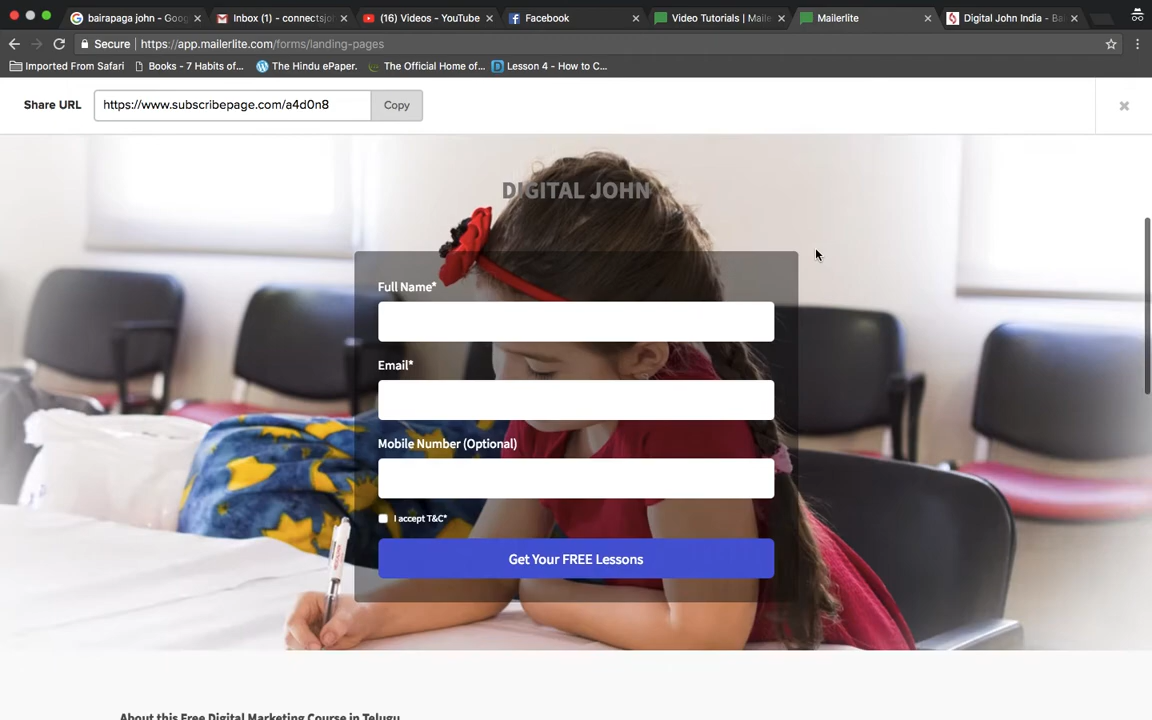 bairapaga john - Goog
Inbox (1) - connectsjo
(16) Videos - YouTube
Facebook
Video Tutorials | Maile
Mailerlite
Digital John India - Ba
Secure
https://app.mailerlite.com/forms/landing-pages
Imported From Safari
Books - 7 Habits of...
The Hindu ePaper.
The Official Home of...
Lesson 4 - How to C...
Share URL
https://www.subscribepage.com/a4d0n8
Copy
DIGITAL JOHN
Full Name*
Email*
Mobile Number (Optional)
I accept T&C*
Get Your FREE Lessons
About this Free Digital Marketing Course in Telugu